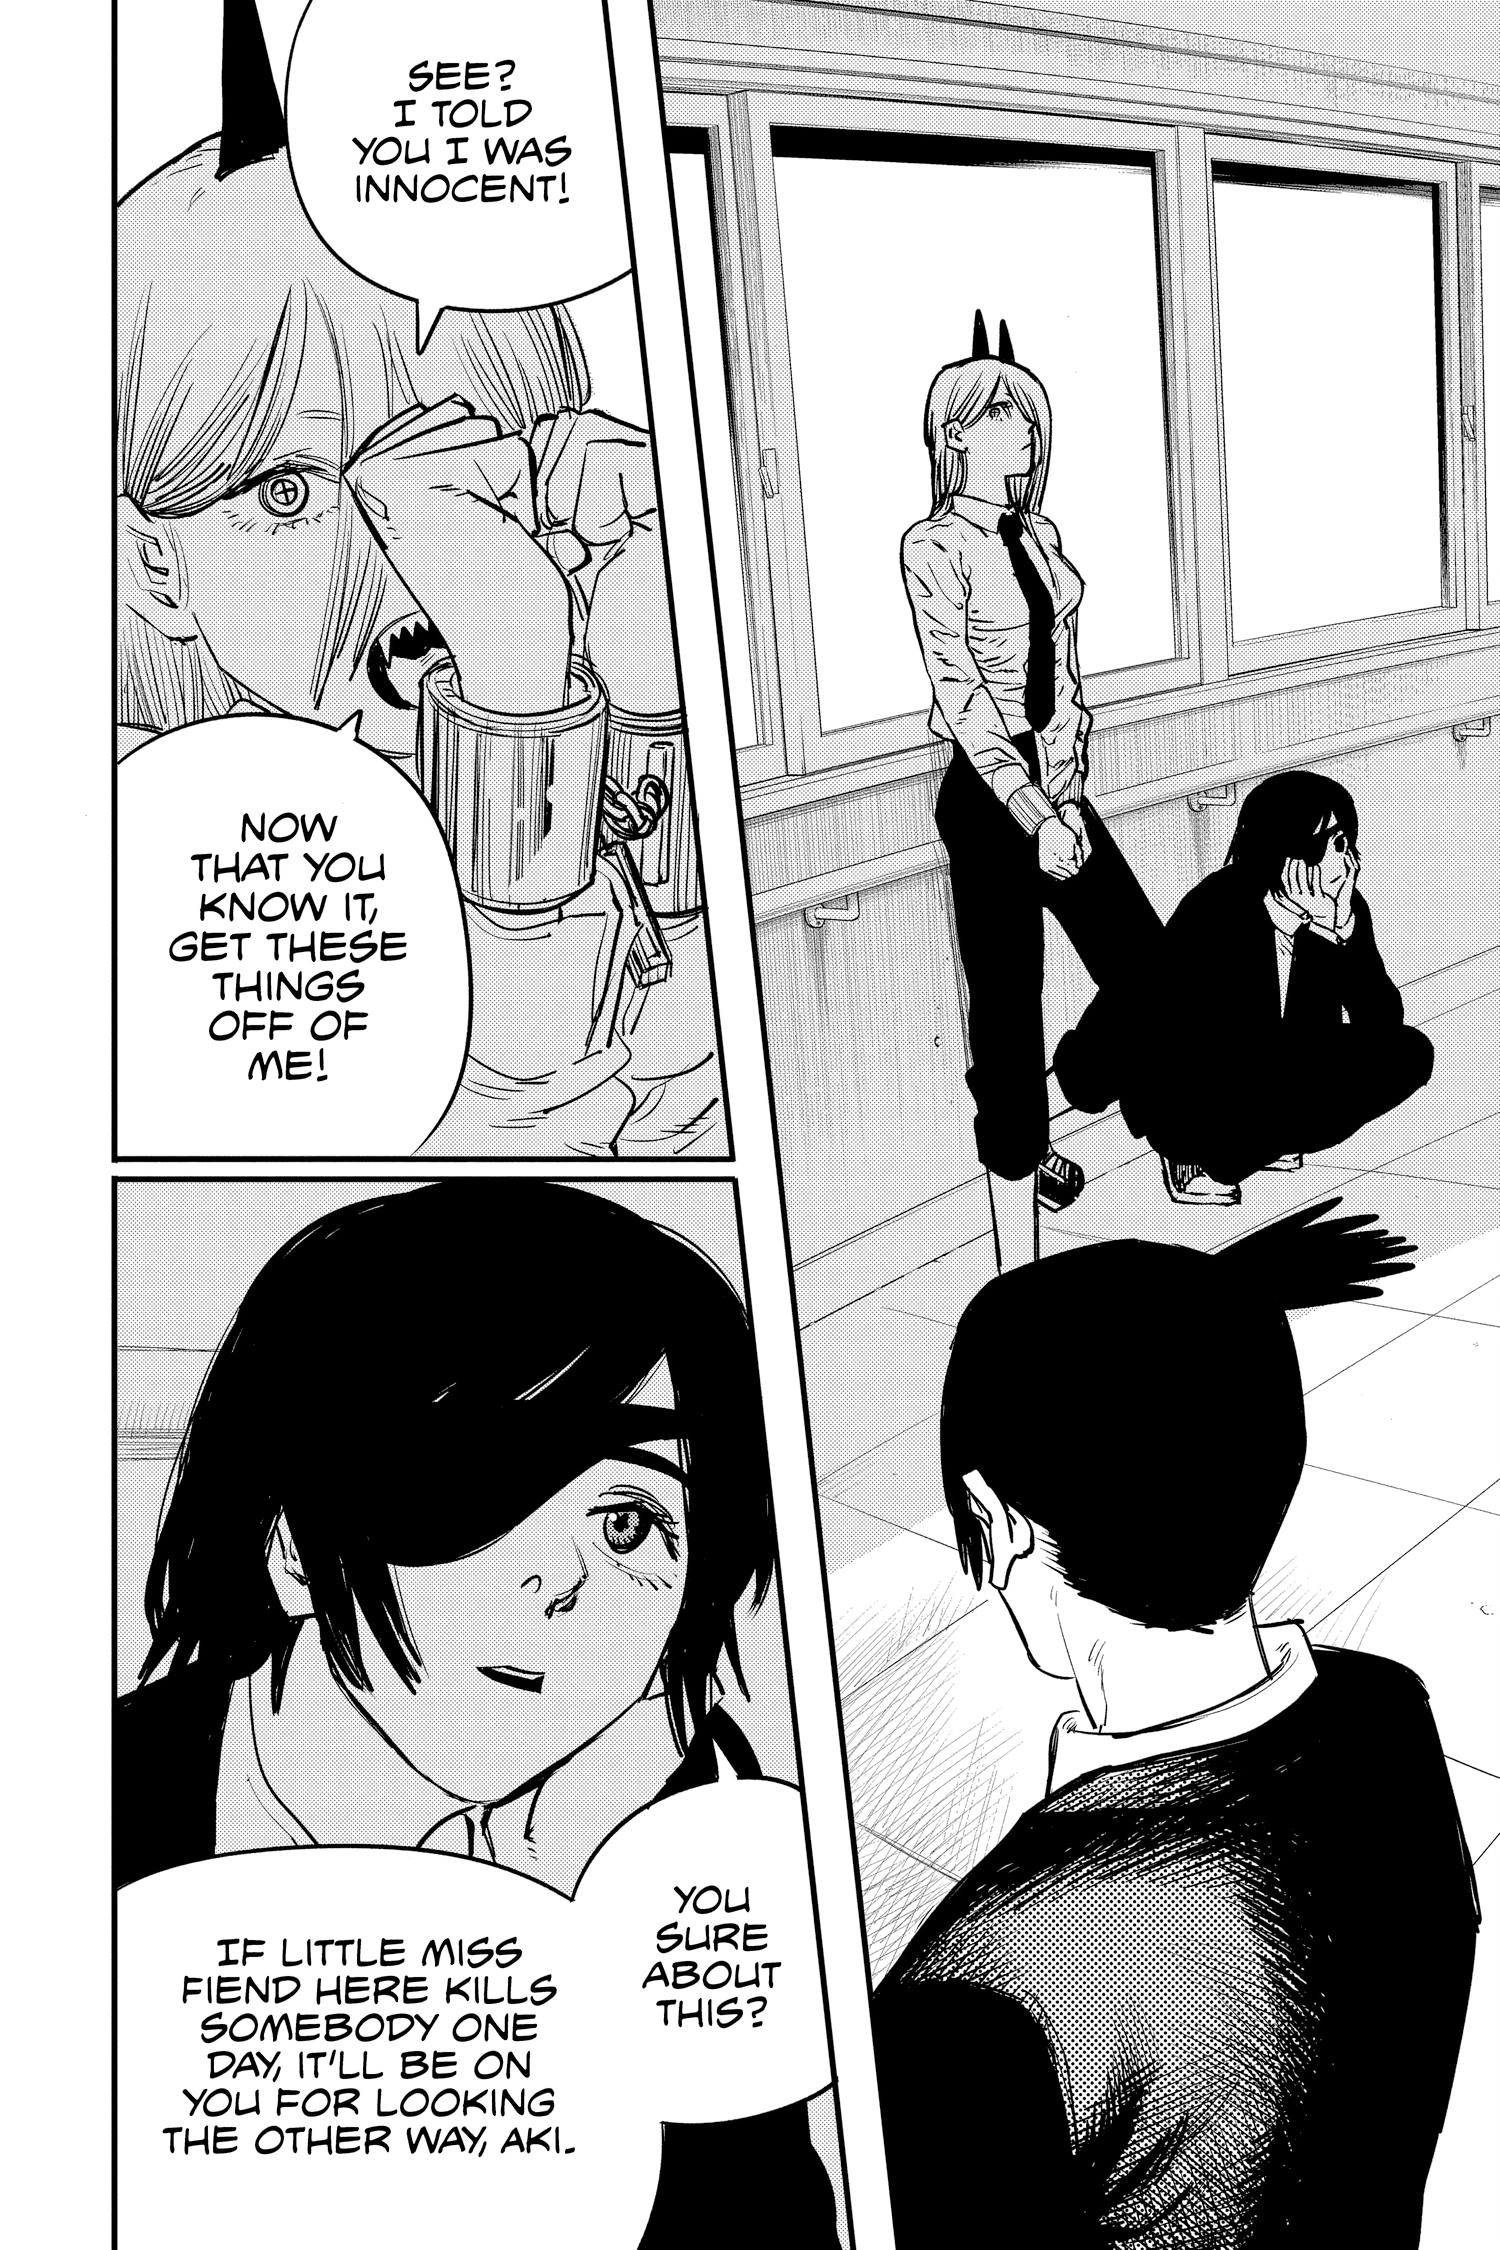 SEE?
I TOLD
YOU I WAS
INNOCENT!
NOW
THAT YOU
KNOW IT,
GET THESE
THINGS
OFF OF
ME!
YOU
SURE
ABOUT
THIS?
IF LITTLE MISS
FIEND HERE KILLS
SOMEBODY ONE
DAY, IT'LL BE ON
YOU FOR LOOKING
THE OTHER WAY, AKI.